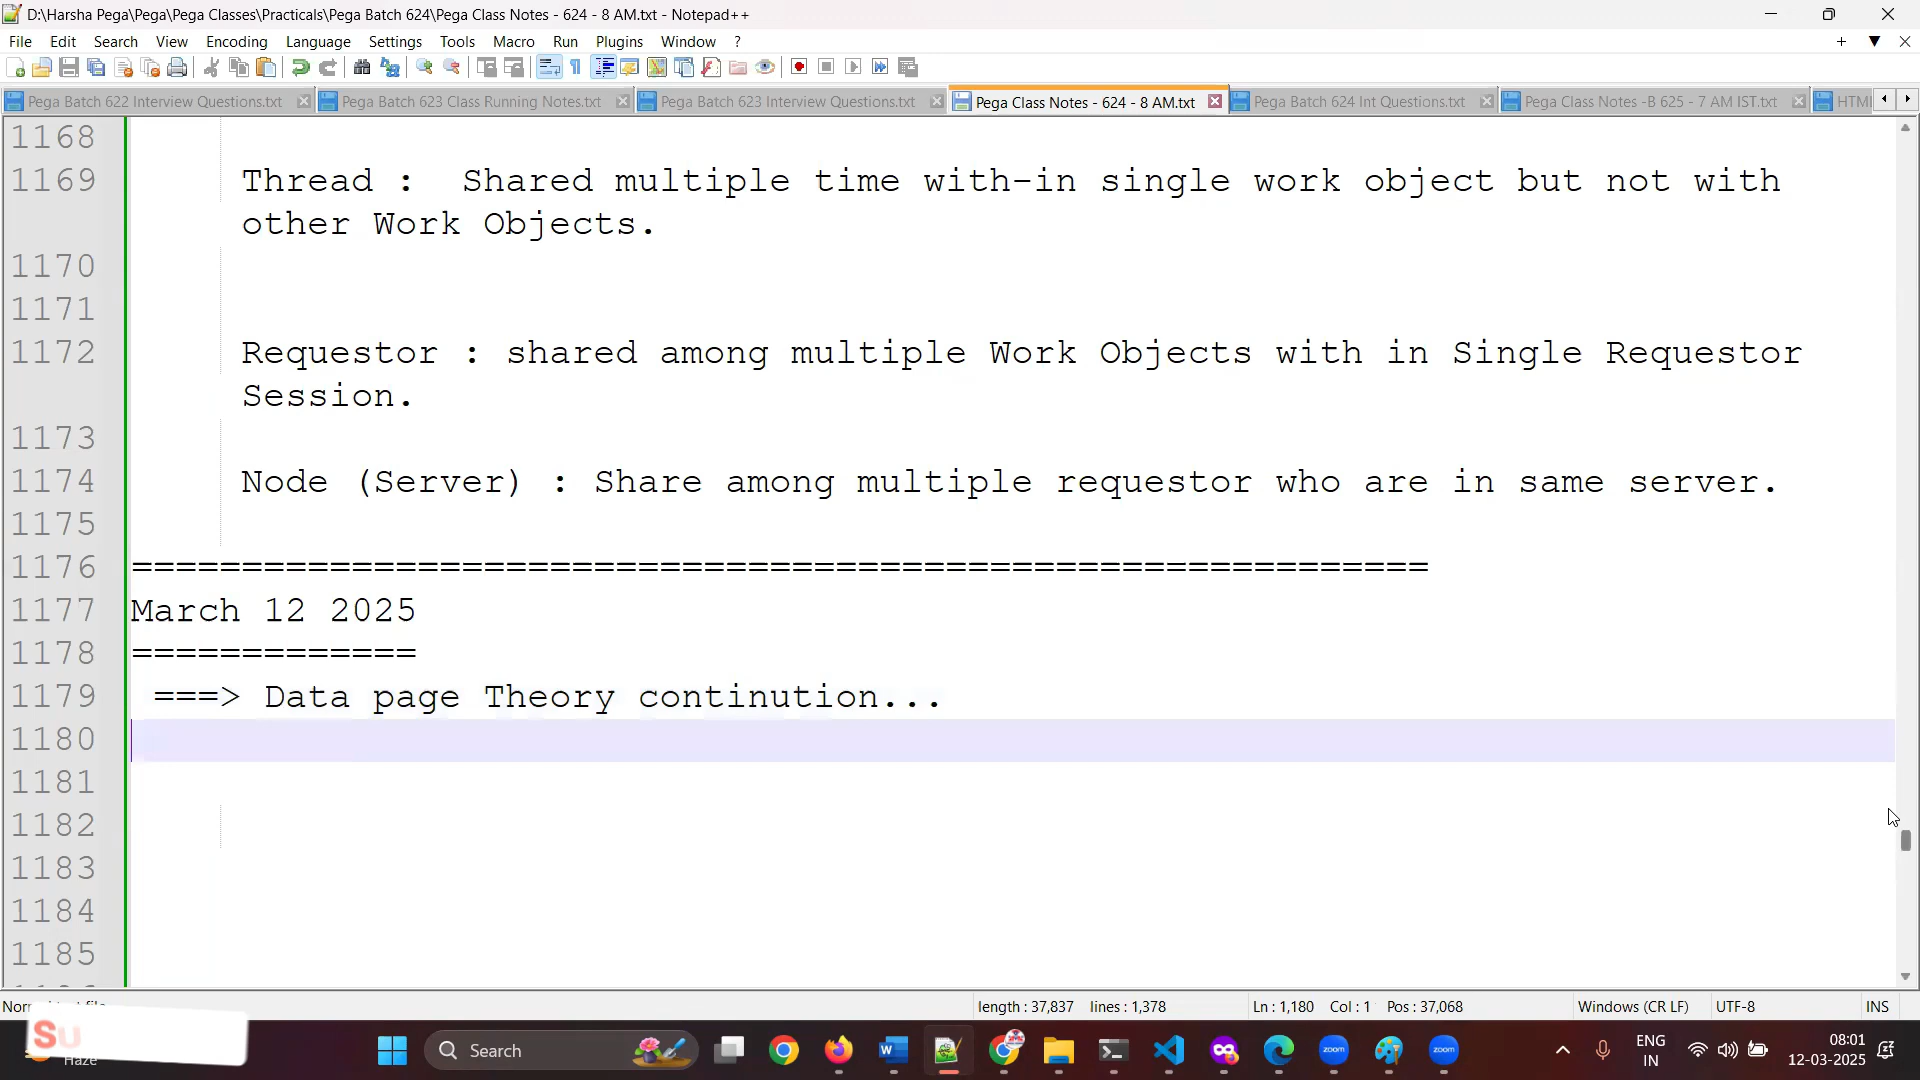 D:\Harsha Pega\Pega\Pega Classes\Practicals\Pega Batch 624\Pega Class Notes - 624 - 8 AM.txt - Notepad++
File Edit Search View Encoding Language Settings Tools Macro Run Plugins Window ?
Pega Batch 622 Interview Questions.txt Pega Batch 623 Class Running Notes.txt Pega Batch 623 Interview Questions.txt Pega Class Notes - 624 - 8 AM.txt Pega Batch 624 Int Questions.txt Pega Class Notes -B 625 - 7 AM IST.txt HTM
1168
1169 Thread :  Shared multiple time with-in single work object but not with
other Work Objects.
1170
1171
1172 Requestor : shared among multiple Work Objects with in Single Requestor
Session.
1173
1174 Node (Server) : Share among multiple requestor who are in same server.
1175
1176 ===========================================================
1177 March 12 2025
1178 =============
1179 ===> Data page Theory continution...
1180
1181
1182
1183
1184
1185
length : 37,837 lines : 1,378 Ln : 1,180 Col : 1 Pos : 37,068 Windows (CR LF) UTF-8 INS
Su
Haze
Search
zoom zoom
ENG
IN
08:01
12-03-2025